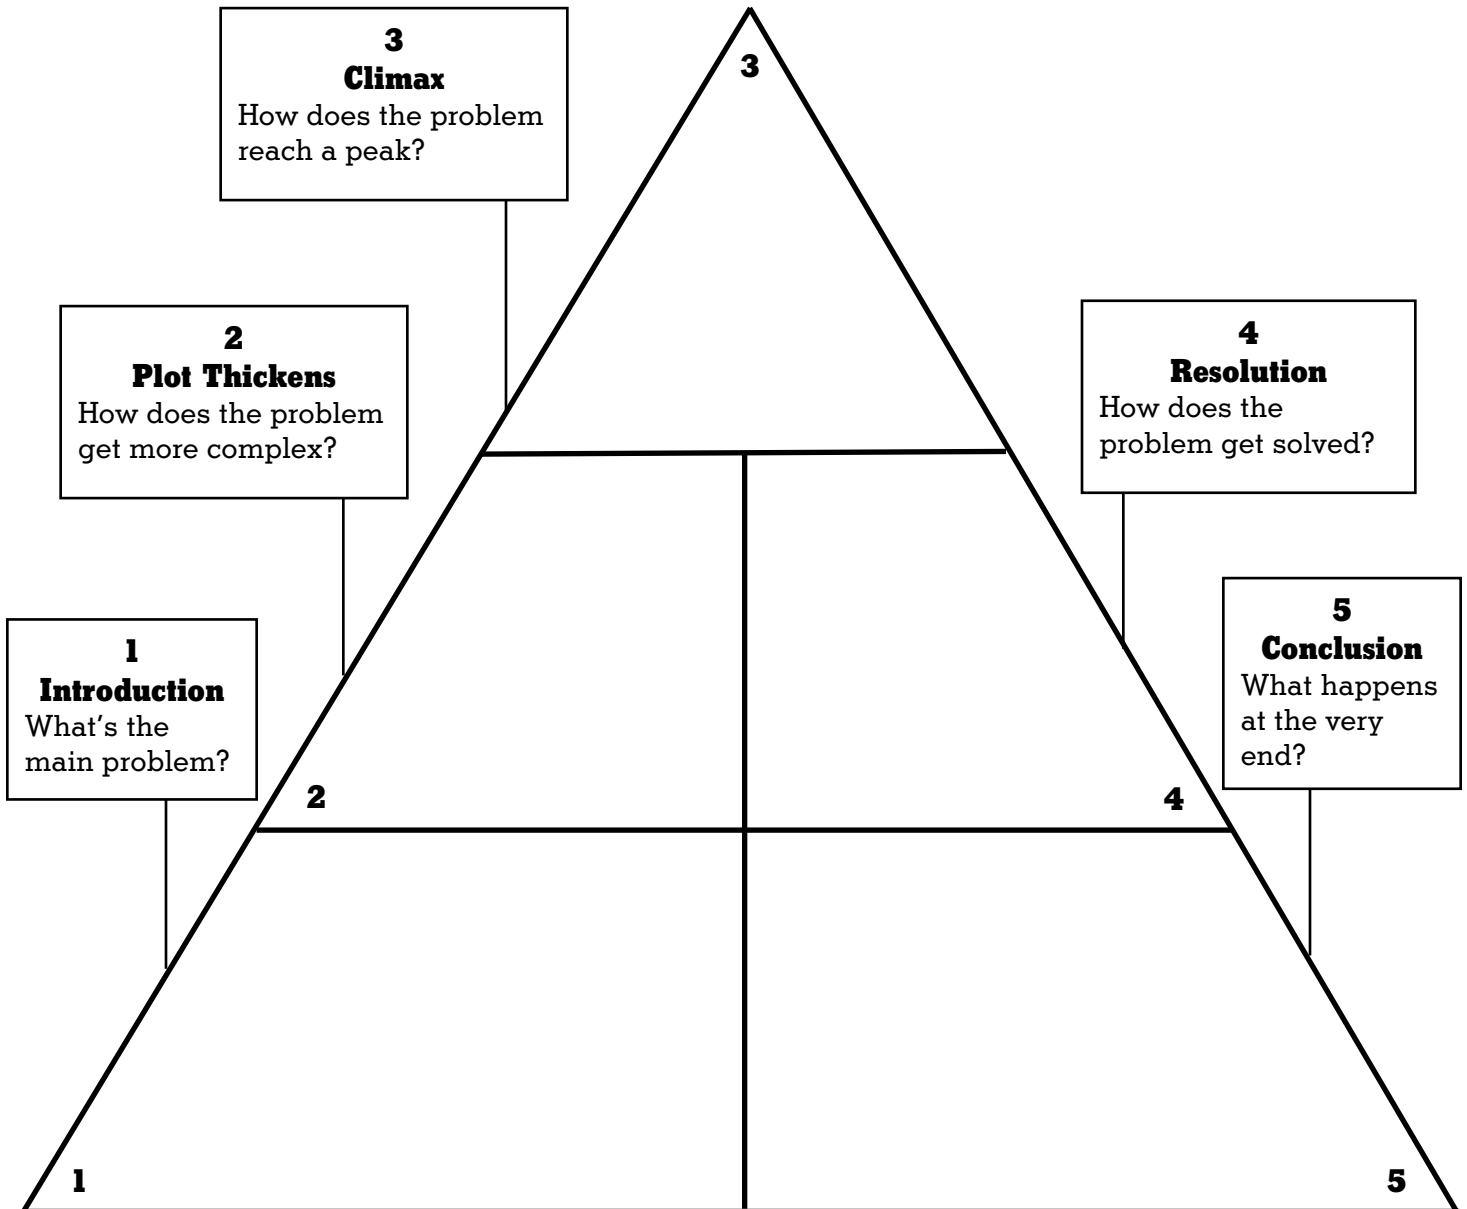 3
Climax
How does the problem
reach a peak?
3
2
Plot Thickens
How does the problem
get more complex?
4
Resolution
How does the
problem get solved?
1
Introduction
What's the
main problem?
5
Conclusion
What happens
at the very
end?
2
4
1
5